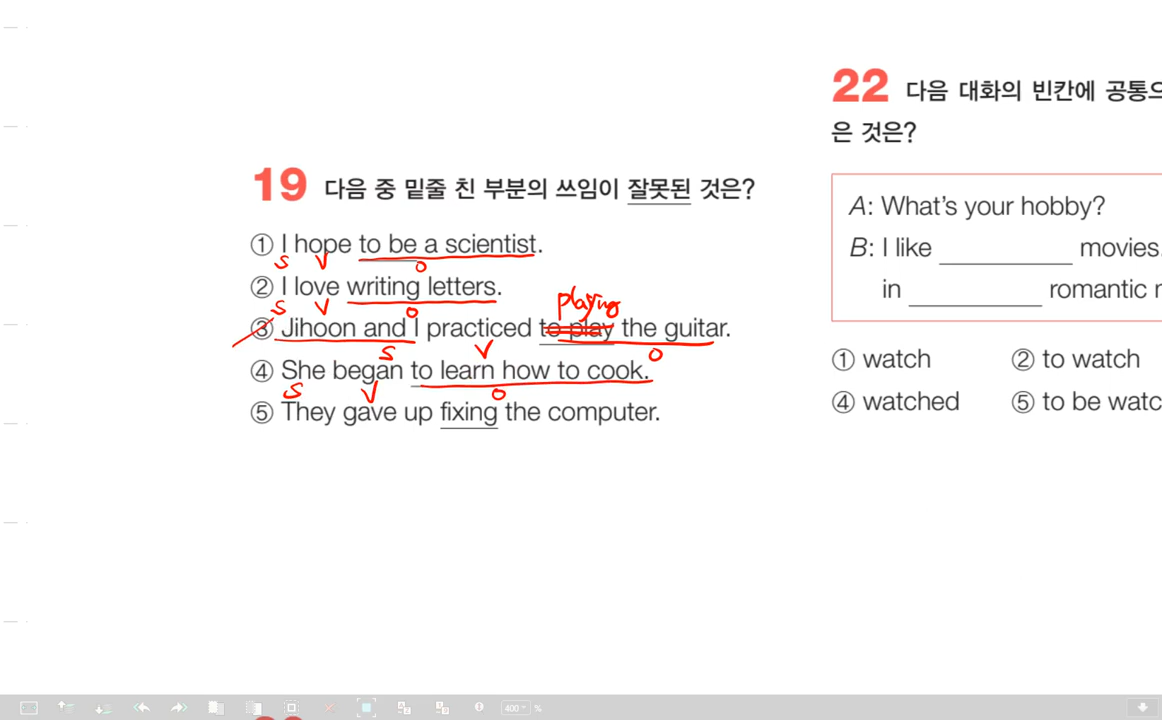 19 다음 중 밑줄 친 부분의 쓰임이 잘못된 것은?
① I hope to be a scientist.
S V O
② I love writing letters.
S V O
playing
③ Jihoon and I practiced to play the guitar.
S V O
④ She began to learn how to cook.
S V O
⑤ They gave up fixing the computer.
22 다음 대화의 빈칸에 공통으
은 것은?
A: What's your hobby?
B: I like ________ movies.
in ________ romantic
① watch ② to watch
④ watched ⑤ to be watc
400 %